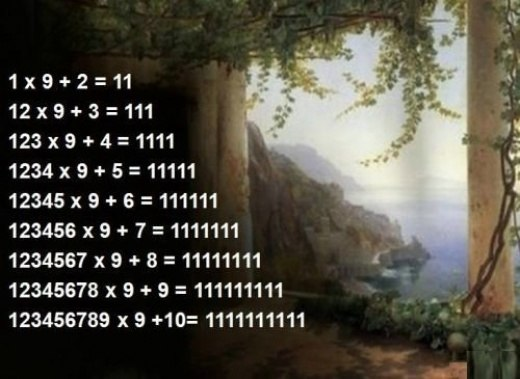 1 x 9 + 2 = 11
12 x 9 + 3 = 111
123 x 9 + 4 = 1111
1234 x 9 + 5 = 11111
12345 x 9 + 6 = 111111
123456 x 9 + 7 = 1111111
1234567 x 9 + 8 = 11111111
12345678 x 9 + 9 = 111111111
123456789 x 9 +10= 1111111111